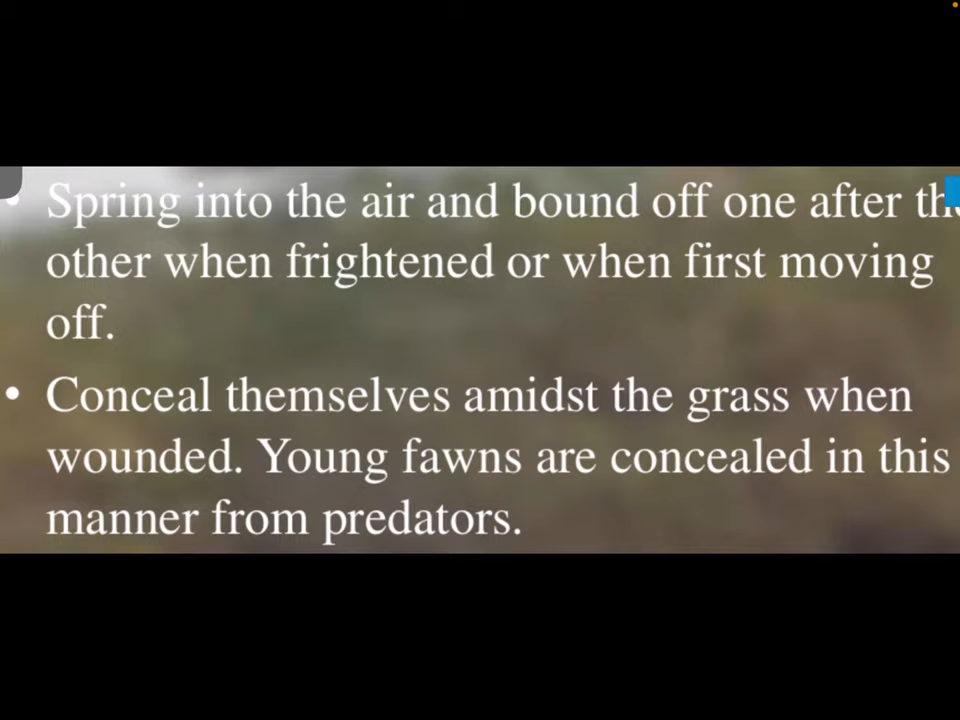 • Spring into the air and bound off one after the
other when frightened or when first moving
off.
• Conceal themselves amidst the grass when
wounded. Young fawns are concealed in this
manner from predators.